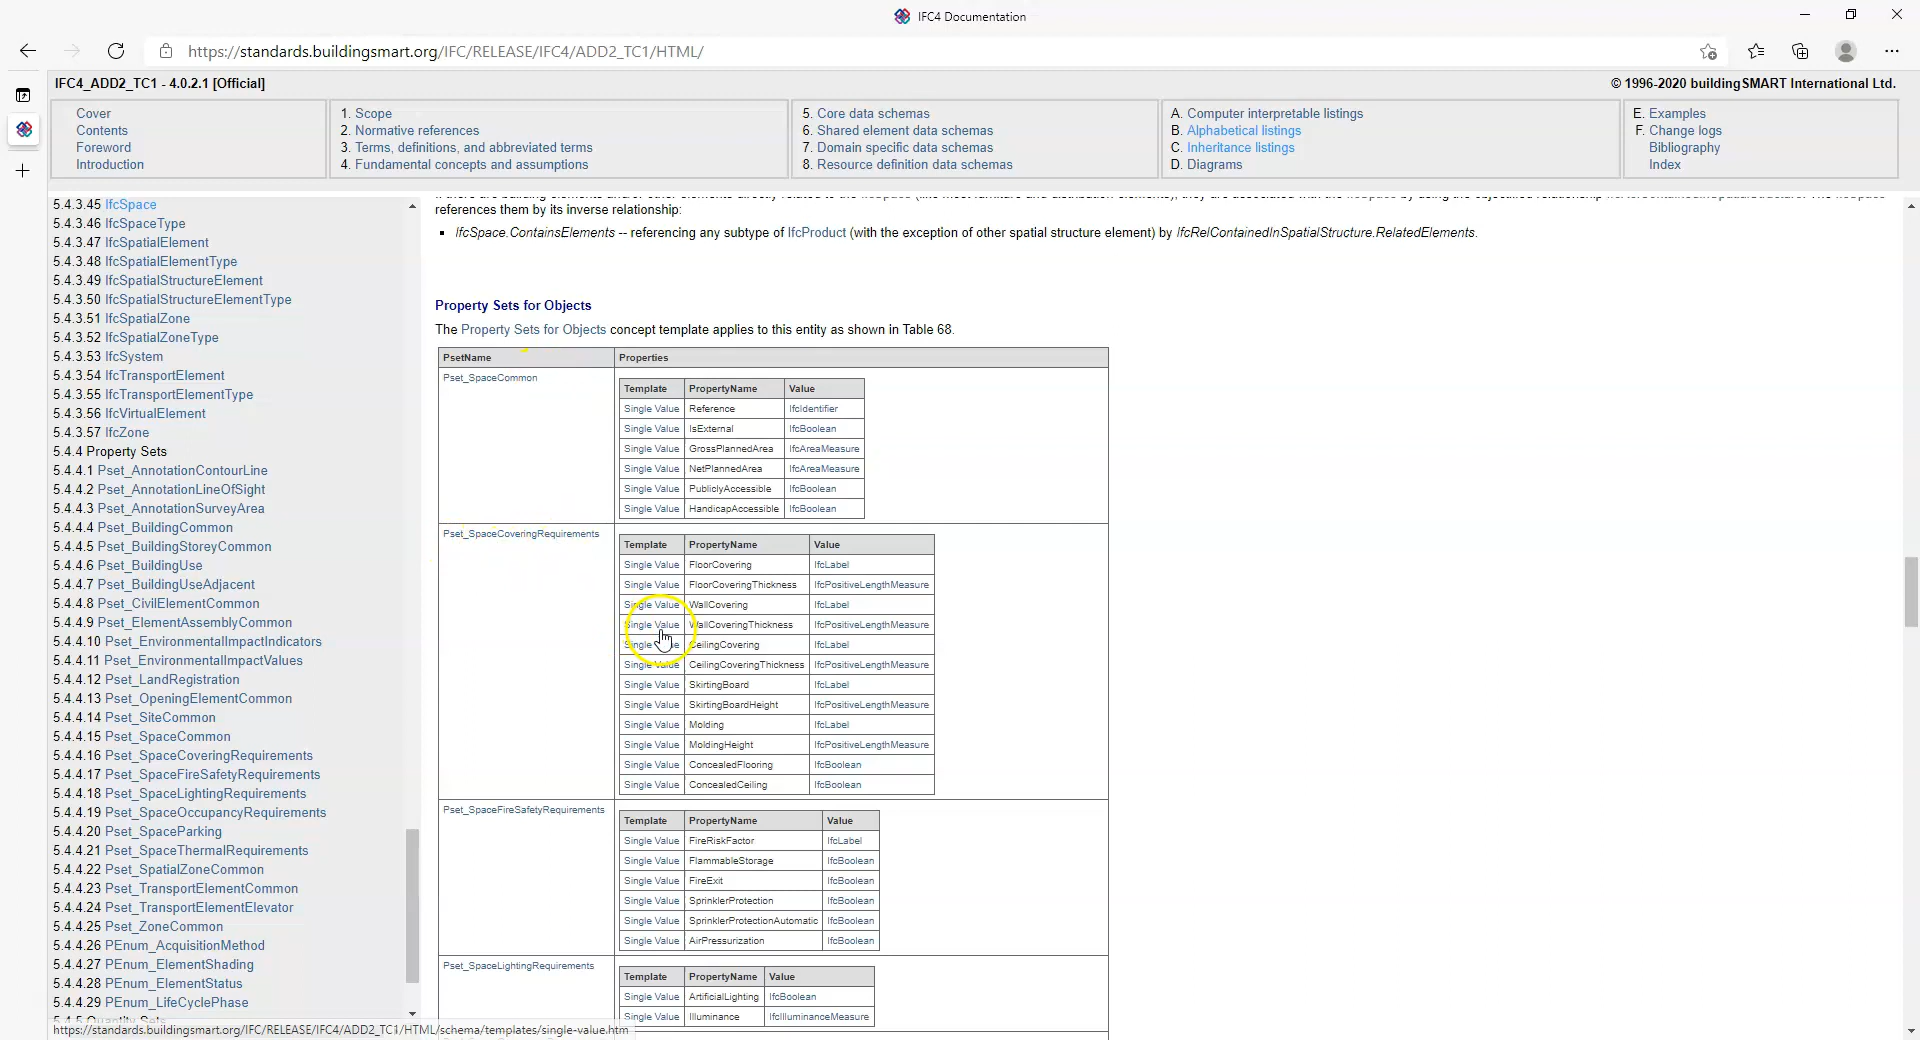 IFC4 Documentation
https://standards.buildingsmart.org/IFC/RELEASE/IFC4/ADD2_TC1/HTML/
IFC4_ADD2_TC1 - 4.0.2.1 [Official]
© 1996-2020 buildingSMART International Ltd.
Cover
Contents
Foreword
Introduction
1. Scope
2. Normative references
3. Terms, definitions, and abbreviated terms
4. Fundamental concepts and assumptions
5. Core data schemas
6. Shared element data schemas
7. Domain specific data schemas
8. Resource definition data schemas
A. Computer interpretable listings
B. Alphabetical listings
C. Inheritance listings
D. Diagrams
E. Examples
F. Change logs
Bibliography
Index
5.4.3.45 IfcSpace
5.4.3.46 IfcSpaceType
5.4.3.47 IfcSpatialElement
5.4.3.48 IfcSpatialElementType
5.4.3.49 IfcSpatialStructureElement
5.4.3.50 IfcSpatialStructureElementType
5.4.3.51 IfcSpatialZone
5.4.3.52 IfcSpatialZoneType
5.4.3.53 IfcSystem
5.4.3.54 IfcTransportElement
5.4.3.55 IfcTransportElementType
5.4.3.56 IfcVirtualElement
5.4.3.57 IfcZone
5.4.4 Property Sets
5.4.4.1 Pset_AnnotationContourLine
5.4.4.2 Pset_AnnotationLineOfSight
5.4.4.3 Pset_AnnotationSurveyArea
5.4.4.4 Pset_BuildingCommon
5.4.4.5 Pset_BuildingStoreyCommon
5.4.4.6 Pset_BuildingUse
5.4.4.7 Pset_BuildingUseAdjacent
5.4.4.8 Pset_CivilElementCommon
5.4.4.9 Pset_ElementAssemblyCommon
5.4.4.10 Pset_EnvironmentalImpactIndicators
5.4.4.11 Pset_EnvironmentalImpactValues
5.4.4.12 Pset_LandRegistration
5.4.4.13 Pset_OpeningElementCommon
5.4.4.14 Pset_SiteCommon
5.4.4.15 Pset_SpaceCommon
5.4.4.16 Pset_SpaceCoveringRequirements
5.4.4.17 Pset_SpaceFireSafetyRequirements
5.4.4.18 Pset_SpaceLightingRequirements
5.4.4.19 Pset_SpaceOccupancyRequirements
5.4.4.20 Pset_SpaceParking
5.4.4.21 Pset_SpaceThermalRequirements
5.4.4.22 Pset_SpatialZoneCommon
5.4.4.23 Pset_TransportElementCommon
5.4.4.24 Pset_TransportElementElevator
5.4.4.25 Pset_ZoneCommon
5.4.4.26 PEnum_AcquisitionMethod
5.4.4.27 PEnum_ElementShading
5.4.4.28 PEnum_ElementStatus
5.4.4.29 PEnum_LifeCyclePhase
https://standards.buildingsmart.org/IFC/RELEASE/IFC4/ADD2_TC1/HTML/schema/templates/single-value.htm
references them by its inverse relationship:
▪ IfcSpace.ContainsElements -- referencing any subtype of IfcProduct (with the exception of other spatial structure element) by IfcRelContainedInSpatialStructure.RelatedElements.
Property Sets for Objects
The Property Sets for Objects concept template applies to this entity as shown in Table 68.
PsetName Properties
Pset_SpaceCommon
Template PropertyName Value
Single Value Reference IfcIdentifier
Single Value IsExternal IfcBoolean
Single Value GrossPlannedArea IfcAreaMeasure
Single Value NetPlannedArea IfcAreaMeasure
Single Value PubliclyAccessible IfcBoolean
Single Value HandicapAccessible IfcBoolean
Pset_SpaceCoveringRequirements
Template PropertyName Value
Single Value FloorCovering IfcLabel
Single Value FloorCoveringThickness IfcPositiveLengthMeasure
Single Value WallCovering IfcLabel
Single Value WallCoveringThickness IfcPositiveLengthMeasure
Single Value CeilingCovering IfcLabel
Single Value CeilingCoveringThickness IfcPositiveLengthMeasure
Single Value SkirtingBoard IfcLabel
Single Value SkirtingBoardHeight IfcPositiveLengthMeasure
Single Value Molding IfcLabel
Single Value MoldingHeight IfcPositiveLengthMeasure
Single Value ConcealedFlooring IfcBoolean
Single Value ConcealedCeiling IfcBoolean
Pset_SpaceFireSafetyRequirements
Template PropertyName Value
Single Value FireRiskFactor IfcLabel
Single Value FlammableStorage IfcBoolean
Single Value FireExit IfcBoolean
Single Value SprinklerProtection IfcBoolean
Single Value SprinklerProtectionAutomatic IfcBoolean
Single Value AirPressurization IfcBoolean
Pset_SpaceLightingRequirements
Template PropertyName Value
Single Value ArtificialLighting IfcBoolean
Single Value Illuminance IfcIlluminanceMeasure